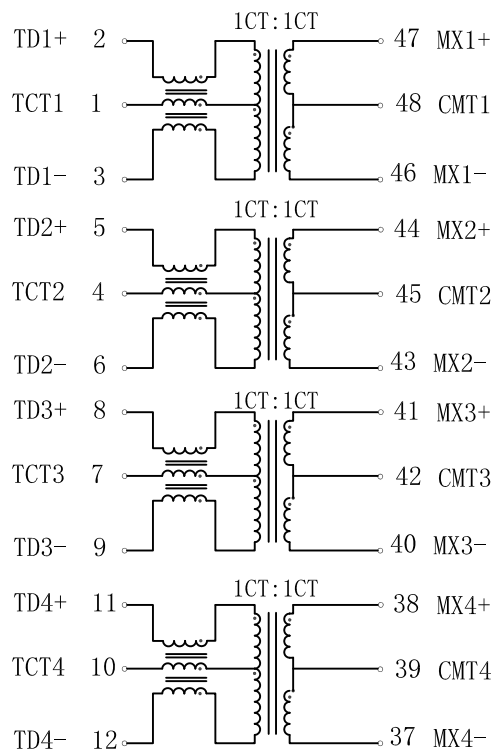 1CT:1CT
TD1+ 2 47 MX1+
TCT1 1 48 CMT1
TD1- 3 46 MX1-
1CT:1CT
TD2+ 5 44 MX2+
TCT2 4 45 CMT2
TD2- 6 43 MX2-
1CT:1CT
TD3+ 8 41 MX3+
TCT3 7 42 CMT3
TD3- 9 40 MX3-
1CT:1CT
TD4+ 11 38 MX4+
TCT4 10 39 CMT4
TD4- 12 37 MX4-